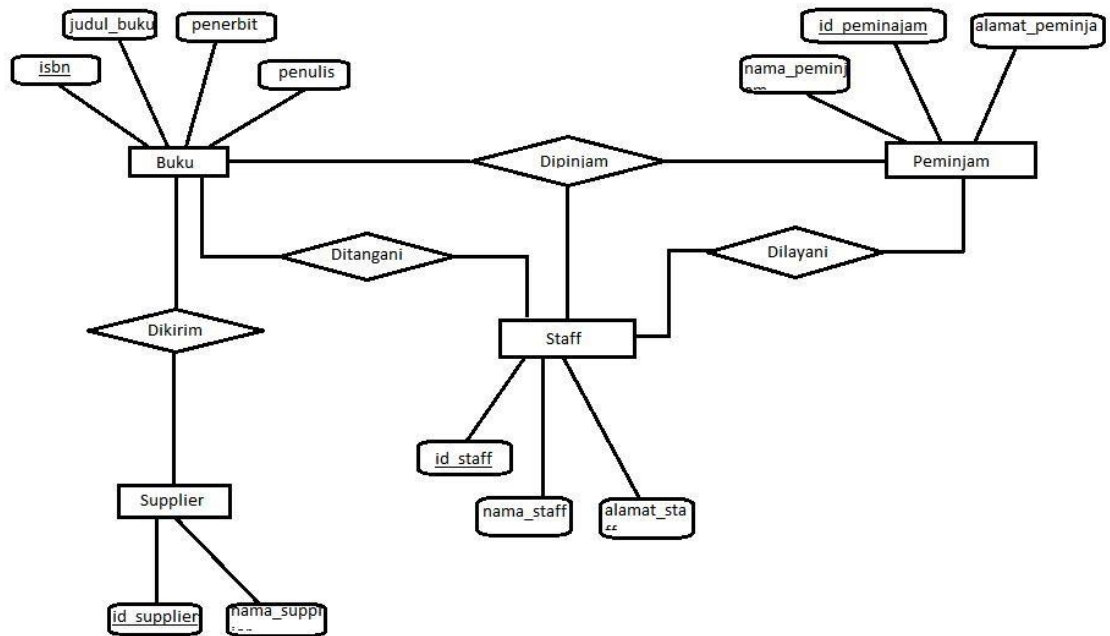 judul_buku
penerbit
id_peminajam
alamat_peminja
isbn
penulis
nama_peminj
Buku
Dipinjam
Peminjam
Ditangani
Dilayani
Dikirim
Staff
id_staff
Supplier
nama_staff
alamat_sta
id_supplier
nama_suppl